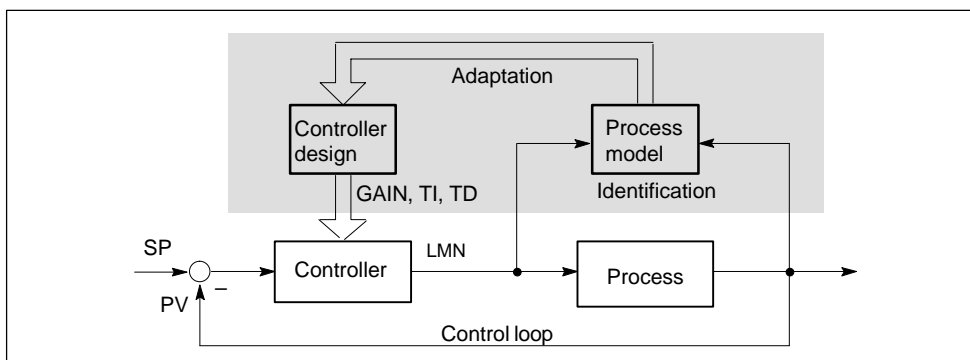 Adaptation
Controller
design
Process
model
Identification
GAIN, TI, TD
SP
Controller
LMN
Process
PV
–
Control loop